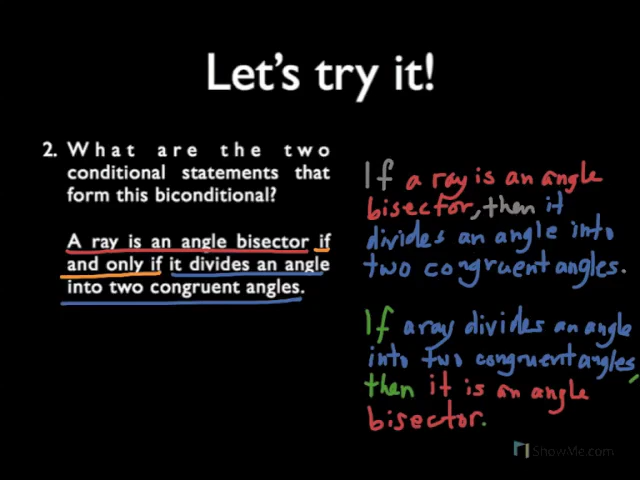 Let's try it!
2. What are the two
conditional statements that
form this biconditional?
A ray is an angle bisector if
and only if it divides an angle
into two congruent angles.
If a ray is an angle
bisector, then it
divides an angle into
two congruent angles.
If a ray divides an angle
into two congruent angles,
then it is an angle
bisector.
ShowMe.com